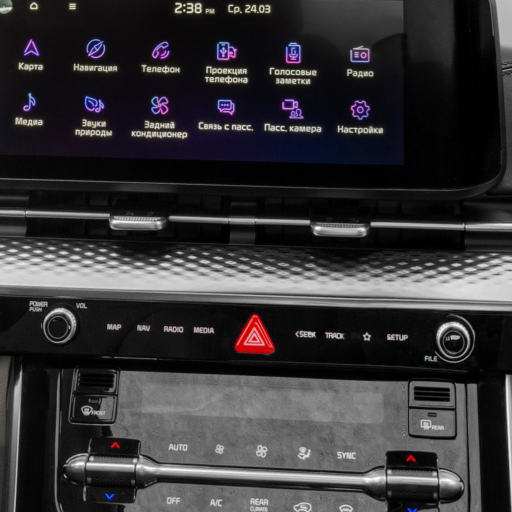 2:38 PM Ср, 24.03
Карта Навигация Телефон Проекция телефона Голосовые заметки Радио
Медиа Звуки природы Задний кондиционер Связь с пасс. Пасс. камера Настройки
POWER PUSH VOL
MAP NAV RADIO MEDIA <SEEK TRACK SETUP
FILE
FRONT REAR
AUTO SYNC
OFF A/C REAR CLIMATE